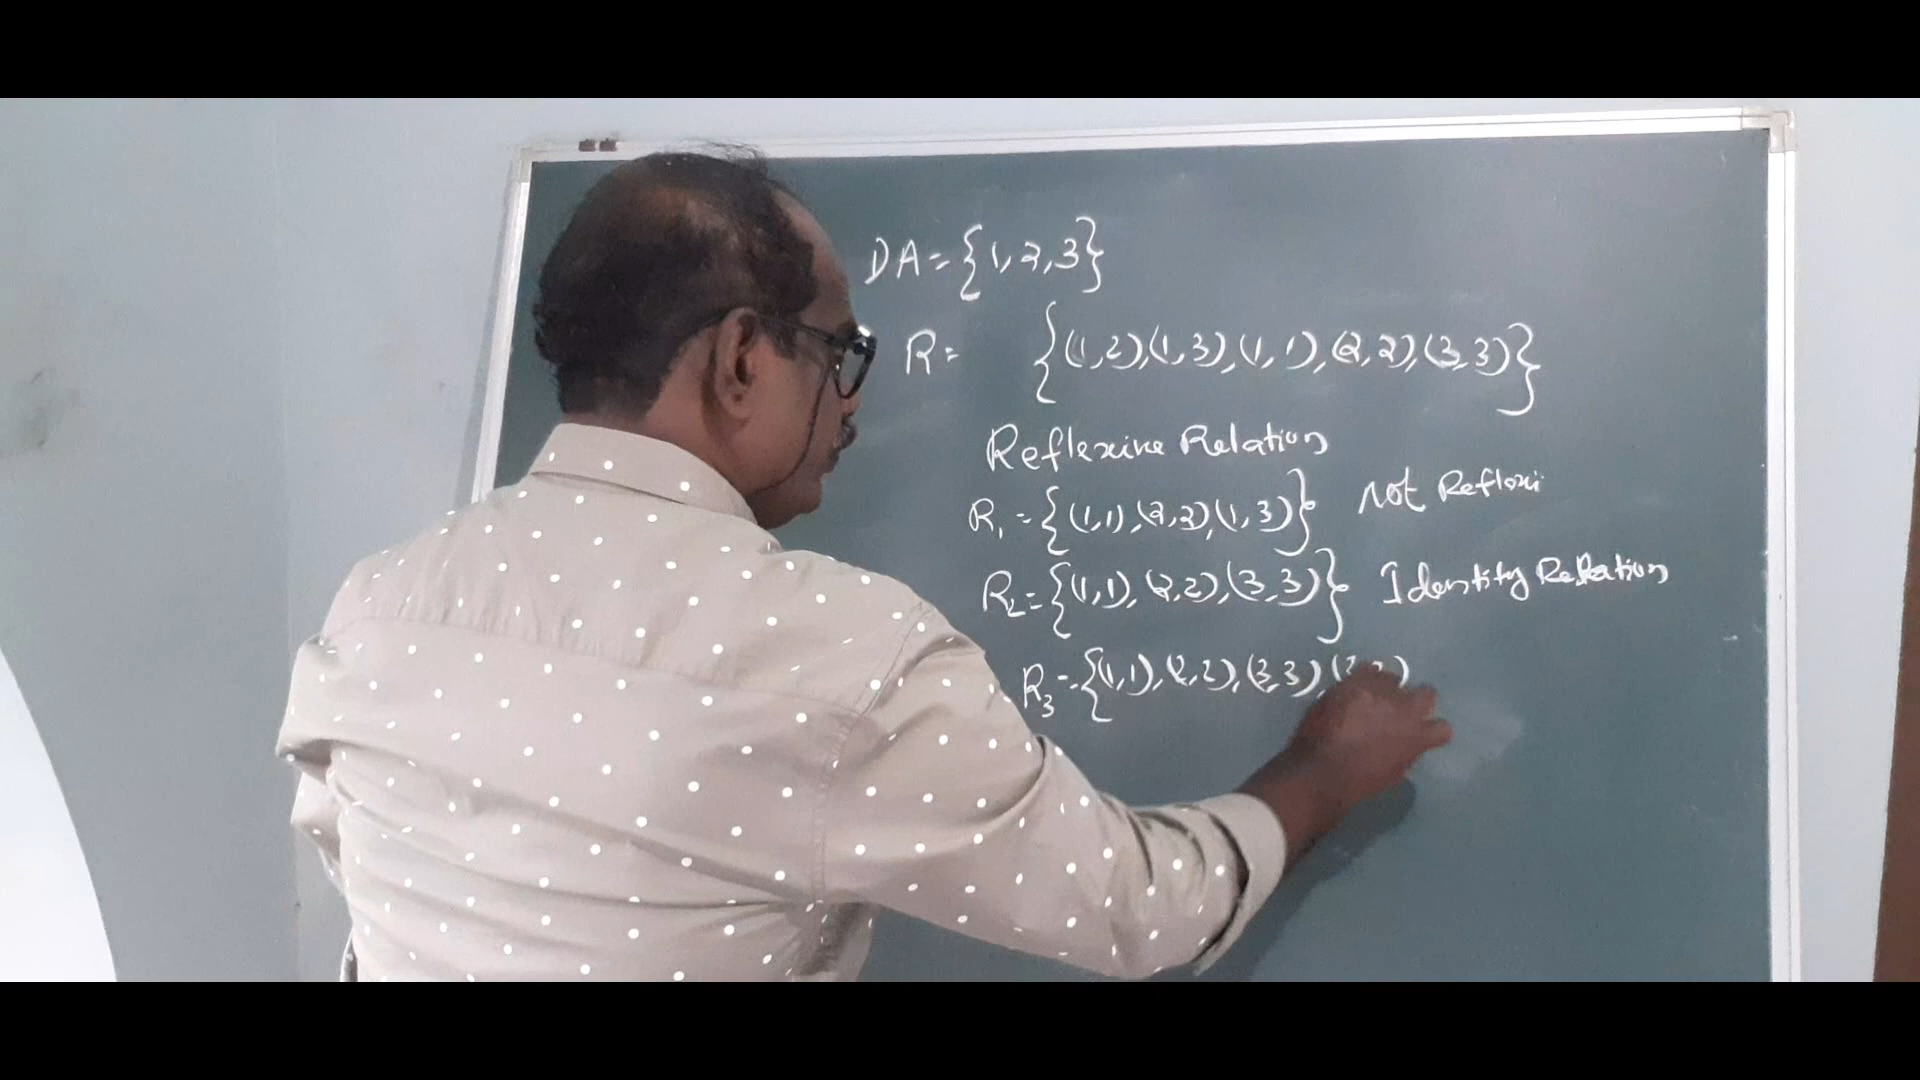 1) A = {1, 2, 3}
R = {(1, 2), (1, 3), (1, 1), (2, 2), (3, 3)}
Reflexive Relation
R₁ = {(1, 1), (2, 2), (1, 3)} Not Reflexi
R₂ = {(1, 1), (2, 2), (3, 3)} Identity Relation
R₃ = {(1, 1), (2, 2), (3, 3), (